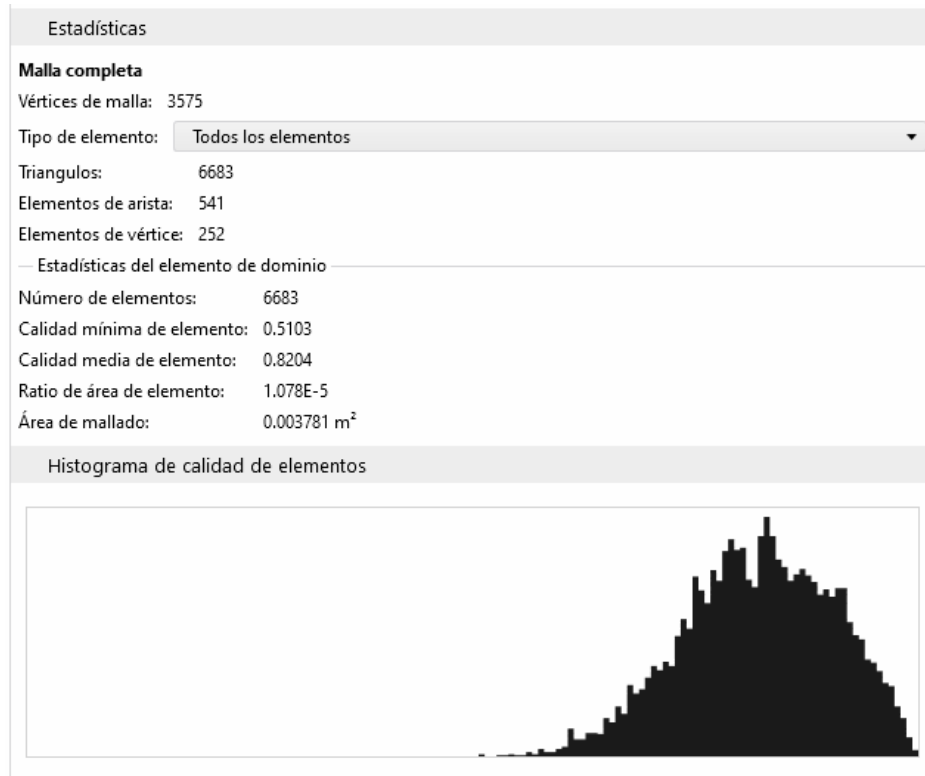 Estadísticas
Malla completa
Vértices de malla: 3575
Tipo de elemento: Todos los elementos
Triangulos: 6683
Elementos de arista: 541
Elementos de vértice: 252
Estadísticas del elemento de dominio
Número de elementos: 6683
Calidad mínima de elemento: 0.5103
Calidad media de elemento: 0.8204
Ratio de área de elemento: 1.078E-5
Área de mallado: 0.003781 m²
Histograma de calidad de elementos